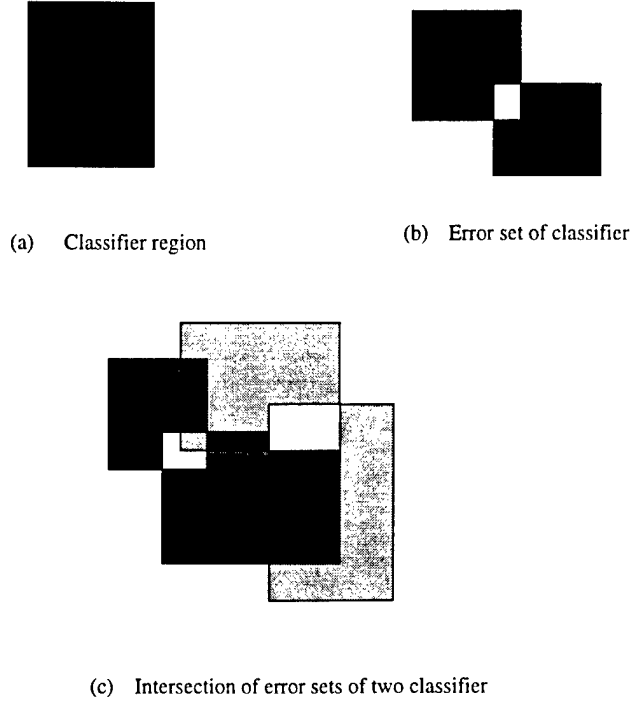 (a) Classifier region
(b) Error set of classifier
(c) Intersection of error sets of two classifier